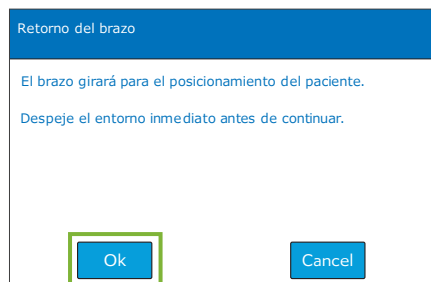 Retorno del brazo
El brazo girará para el posicionamiento del paciente.
Despeje el entorno inmediato antes de continuar.
Ok Cancel